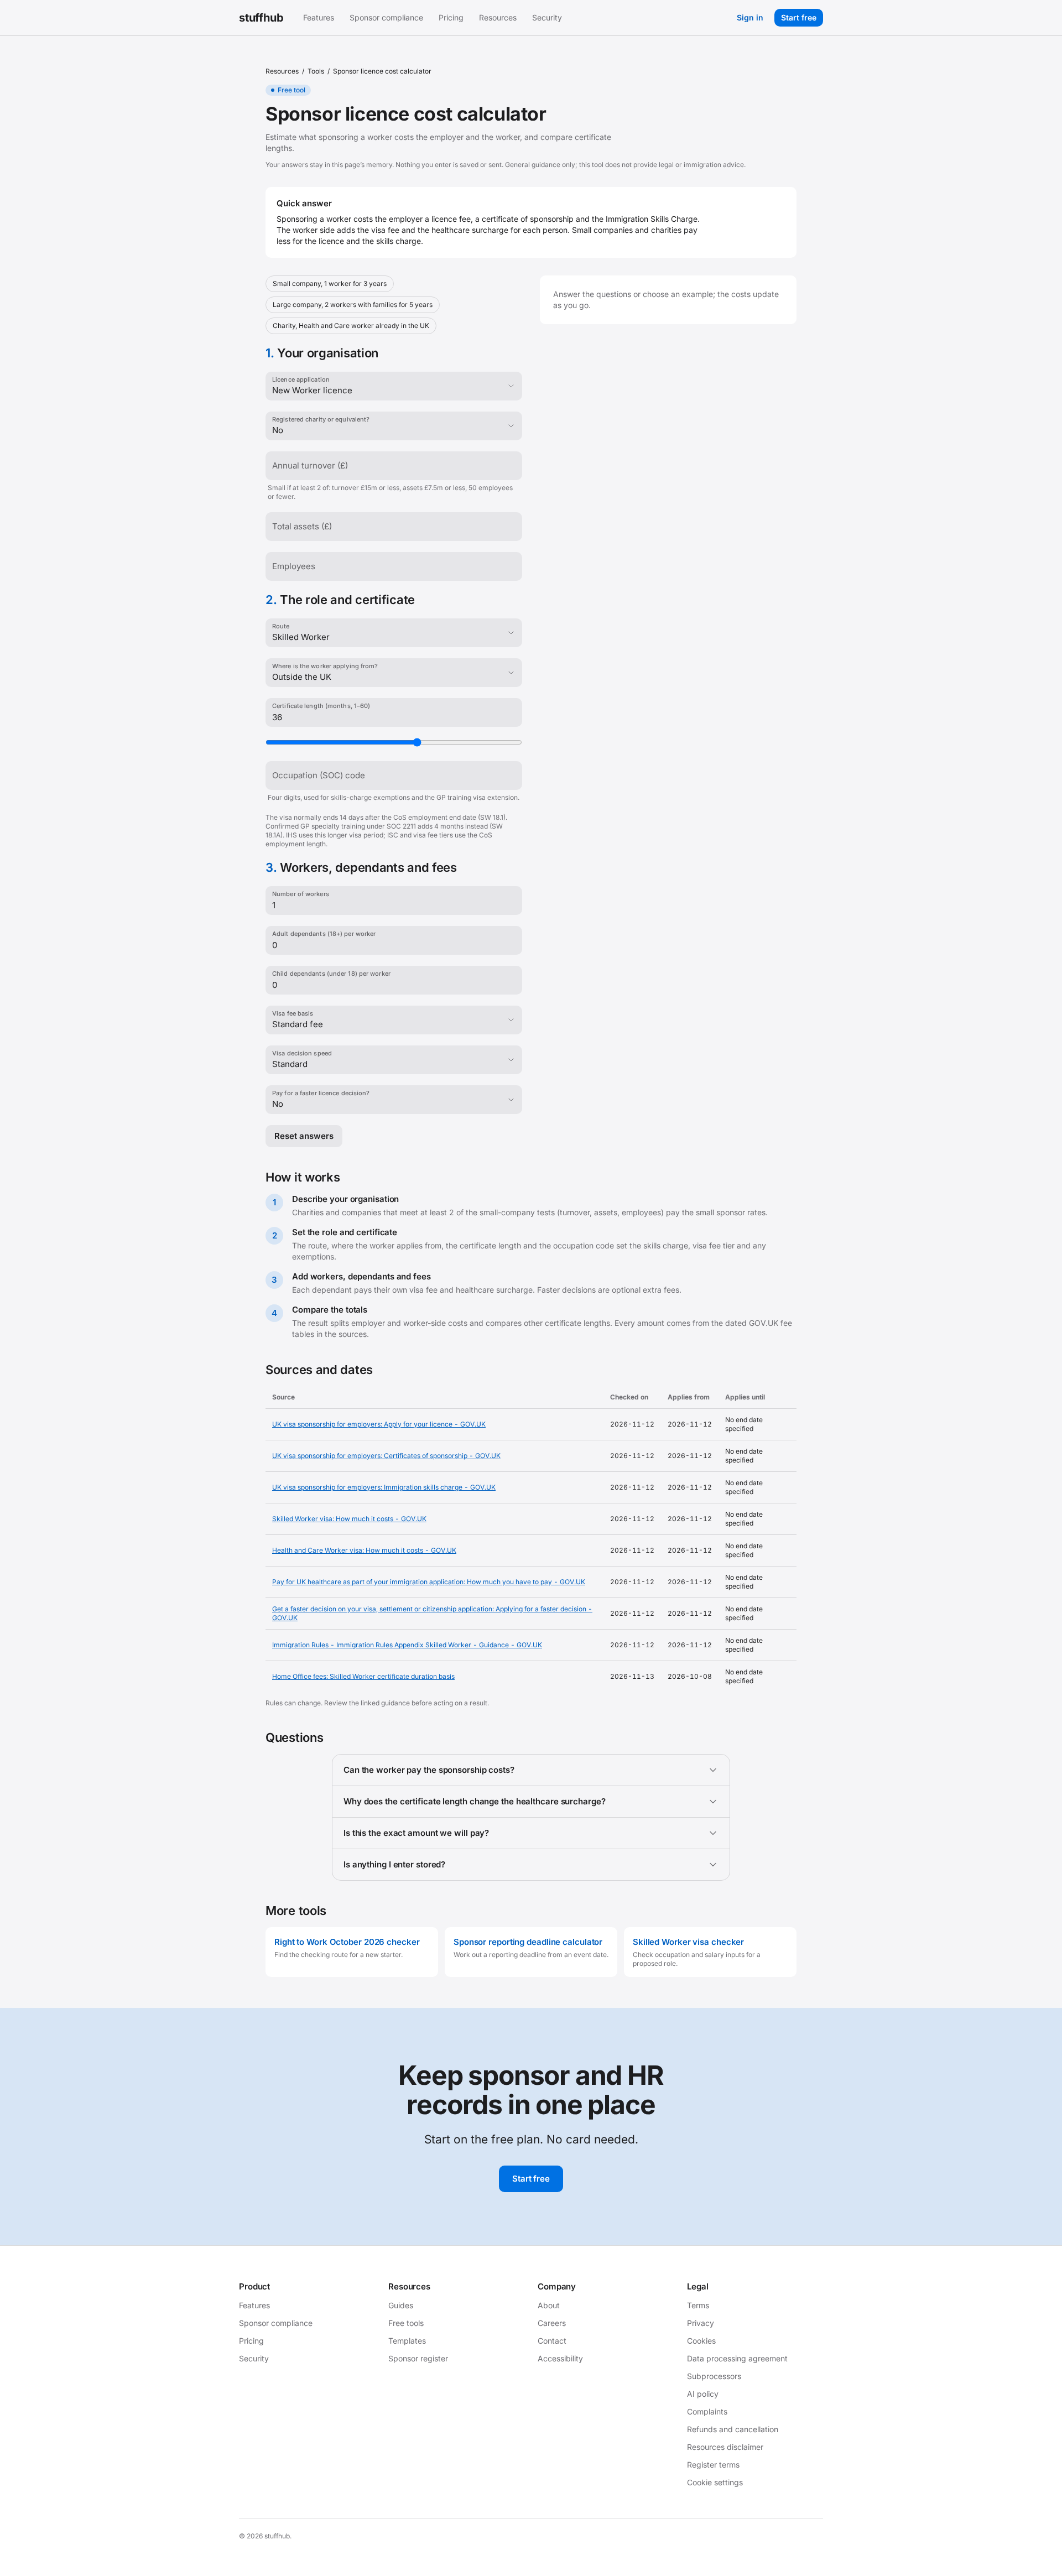 stuffhub Features Sponsor compliance Pricing Resources Security Sign in Start free
Resources / Tools / Sponsor licence cost calculator
Free tool
Sponsor licence cost calculator
Estimate what sponsoring a worker costs the employer and the worker, and compare certificate
lengths.
Your answers stay in this page's memory. Nothing you enter is saved or sent. General guidance only; this tool does not provide legal or immigration advice.
Quick answer
Sponsoring a worker costs the employer a licence fee, a certificate of sponsorship and the Immigration Skills Charge.
The worker side adds the visa fee and the healthcare surcharge for each person. Small companies and charities pay
less for the licence and the skills charge.
Small company, 1 worker for 3 years
Large company, 2 workers with families for 5 years
Charity, Health and Care worker already in the UK
Answer the questions or choose an example; the costs update
as you go.
1. Your organisation
Licence application
New Worker licence
Registered charity or equivalent?
No
Annual turnover (£)
Small if at least 2 of: turnover £15m or less, assets £7.5m or less, 50 employees
or fewer.
Total assets (£)
Employees
2. The role and certificate
Route
Skilled Worker
Where is the worker applying from?
Outside the UK
Certificate length (months, 1–60)
36
Occupation (SOC) code
Four digits, used for skills-charge exemptions and the GP training visa extension.
The visa normally ends 14 days after the CoS employment end date (SW 18.1).
Confirmed GP specialty training under SOC 2211 adds 4 months instead (SW
18.1A). IHS uses this longer visa period; ISC and visa fee tiers use the CoS
employment length.
3. Workers, dependants and fees
Number of workers
1
Adult dependants (18+) per worker
0
Child dependants (under 18) per worker
0
Visa fee basis
Standard fee
Visa decision speed
Standard
Pay for a faster licence decision?
No
Reset answers
How it works
1 Describe your organisation
Charities and companies that meet at least 2 of the small-company tests (turnover, assets, employees) pay the small sponsor rates.
2 Set the role and certificate
The route, where the worker applies from, the certificate length and the occupation code set the skills charge, visa fee tier and any
exemptions.
3 Add workers, dependants and fees
Each dependant pays their own visa fee and healthcare surcharge. Faster decisions are optional extra fees.
4 Compare the totals
The result splits employer and worker-side costs and compares other certificate lengths. Every amount comes from the dated GOV.UK fee
tables in the sources.
Sources and dates
Source Checked on Applies from Applies until
UK visa sponsorship for employers: Apply for your licence - GOV.UK 2026-11-12 2026-11-12 No end date
specified
UK visa sponsorship for employers: Certificates of sponsorship - GOV.UK 2026-11-12 2026-11-12 No end date
specified
UK visa sponsorship for employers: Immigration skills charge - GOV.UK 2026-11-12 2026-11-12 No end date
specified
Skilled Worker visa: How much it costs - GOV.UK 2026-11-12 2026-11-12 No end date
specified
Health and Care Worker visa: How much it costs - GOV.UK 2026-11-12 2026-11-12 No end date
specified
Pay for UK healthcare as part of your immigration application: How much you have to pay - GOV.UK 2026-11-12 2026-11-12 No end date
specified
Get a faster decision on your visa, settlement or citizenship application: Applying for a faster decision -
GOV.UK 2026-11-12 2026-11-12 No end date
specified
Immigration Rules - Immigration Rules Appendix Skilled Worker - Guidance - GOV.UK 2026-11-12 2026-11-12 No end date
specified
Home Office fees: Skilled Worker certificate duration basis 2026-11-13 2026-10-08 No end date
specified
Rules can change. Review the linked guidance before acting on a result.
Questions
Can the worker pay the sponsorship costs?
Why does the certificate length change the healthcare surcharge?
Is this the exact amount we will pay?
Is anything I enter stored?
More tools
Right to Work October 2026 checker
Find the checking route for a new starter.
Sponsor reporting deadline calculator
Work out a reporting deadline from an event date.
Skilled Worker visa checker
Check occupation and salary inputs for a
proposed role.
Keep sponsor and HR
records in one place
Start on the free plan. No card needed.
Start free
Product
Features
Sponsor compliance
Pricing
Security
Resources
Guides
Free tools
Templates
Sponsor register
Company
About
Careers
Contact
Accessibility
Legal
Terms
Privacy
Cookies
Data processing agreement
Subprocessors
AI policy
Complaints
Refunds and cancellation
Resources disclaimer
Register terms
Cookie settings
© 2026 stuffhub.